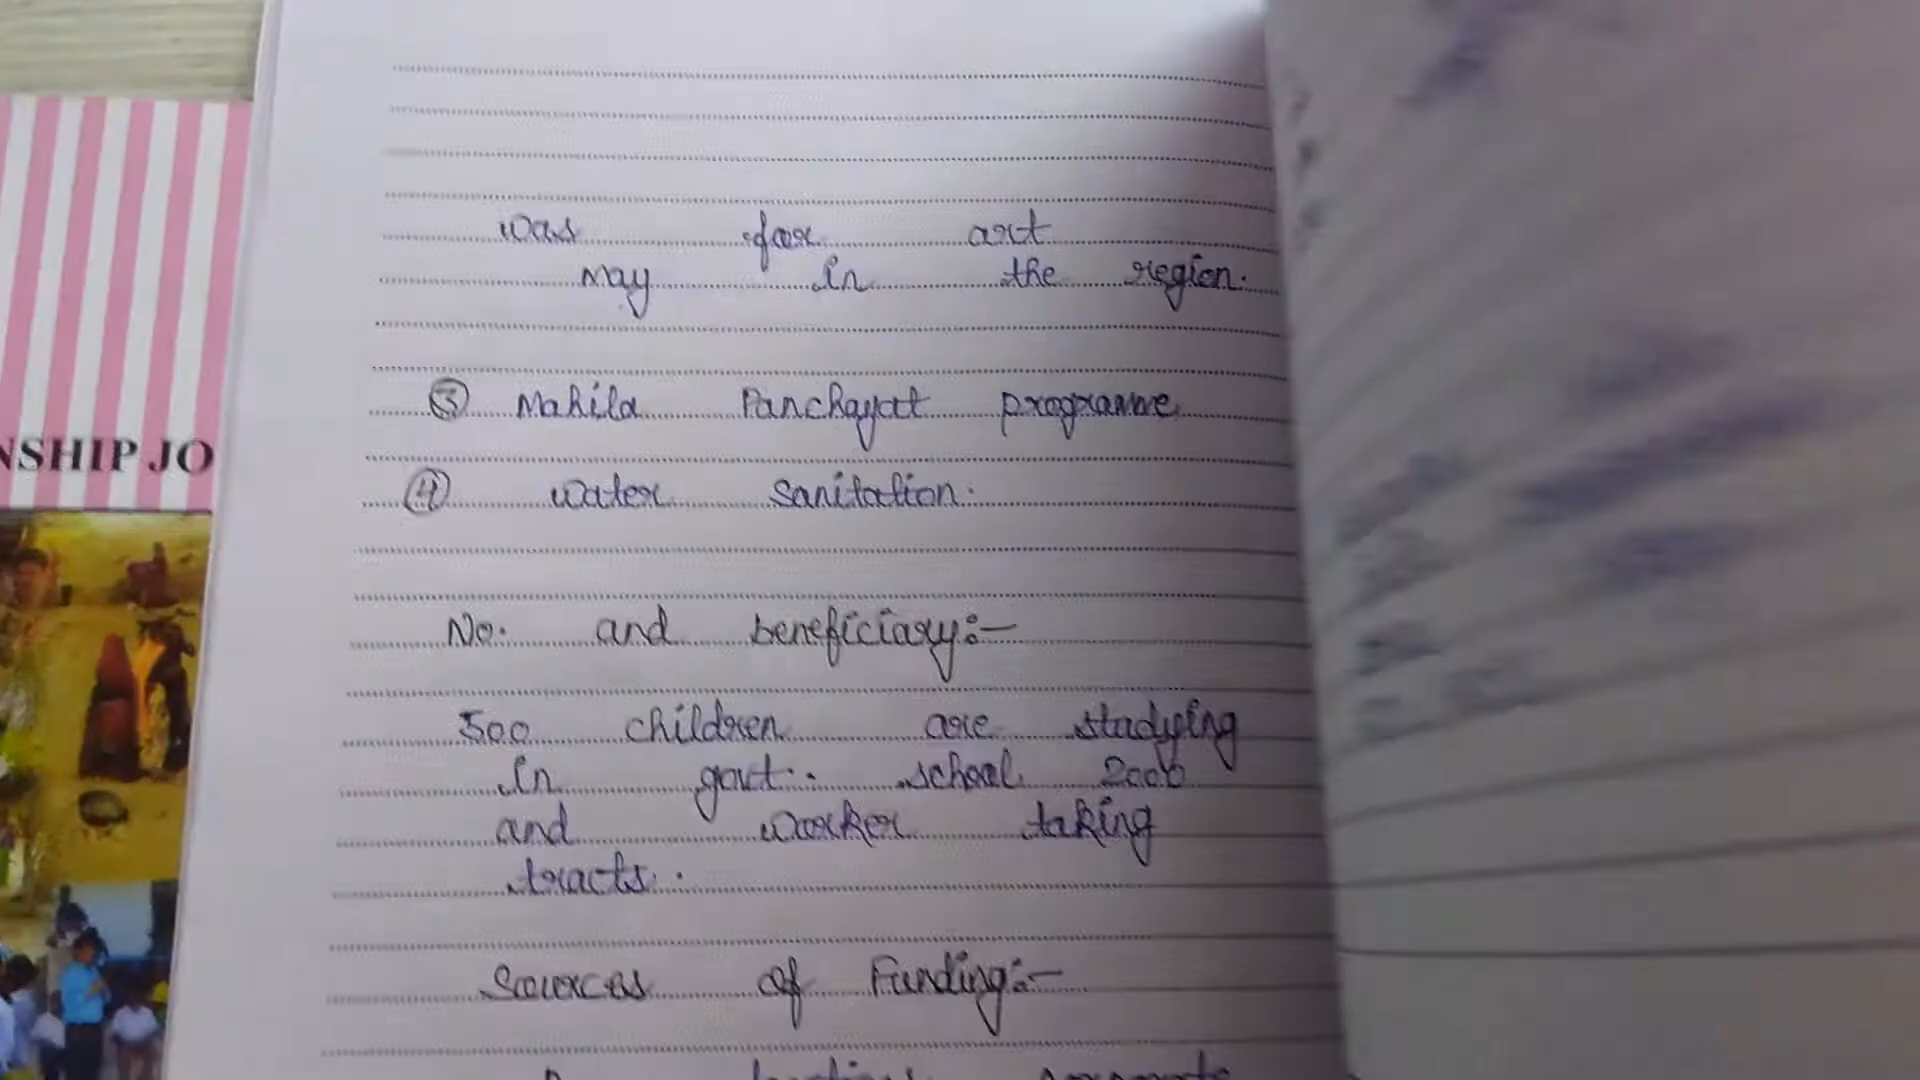 was for art
may in the region.
③ Mahila Panchayat programme
④ water sanitation.
No. and beneficiary:-
500 children are studying
in govt. school 2000
and worker taking
tracts.
Sources of Funding:-
NSHIP JO